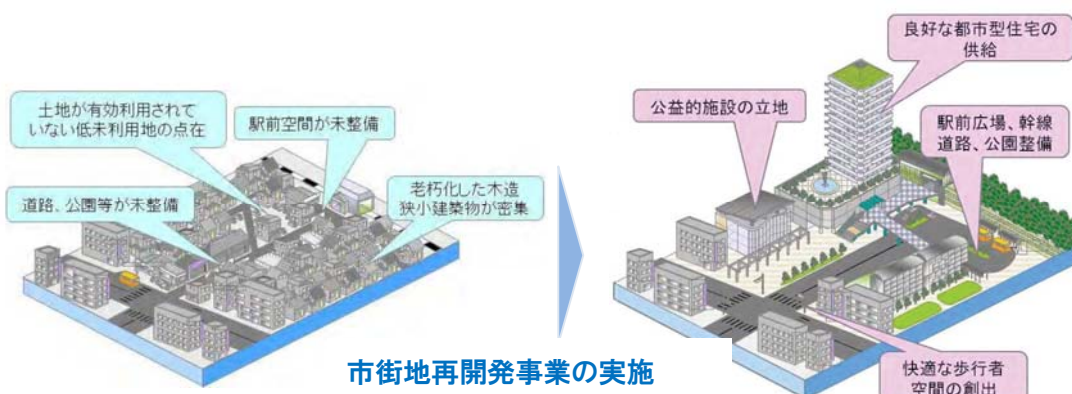 土地が有効利用されて
いない低未利用地の点在
駅前空間が未整備
道路、公園等が未整備
老朽化した木造
狭小建築物が密集
市街地再開発事業の実施
良好な都市型住宅の
供給
公益的施設の立地
駅前広場、幹線
道路、公園整備
快適な歩行者
空間の創出